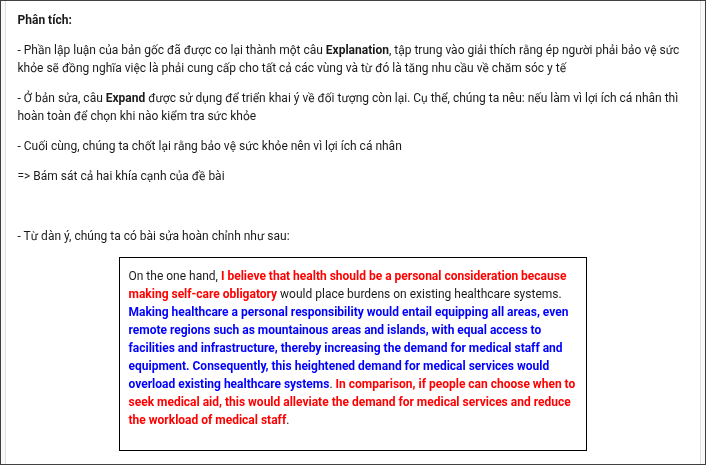 Phân tích:
- Phần lập luận của bản gốc đã được co lại thành một câu Explanation, tập trung vào giải thích rằng ép người phải bảo vệ sức
khỏe sẽ đồng nghĩa việc là phải cung cấp cho tất cả các vùng và từ đó là tăng nhu cầu về chăm sóc y tế
- Ở bản sửa, câu Expand được sử dụng để triển khai ý về đối tượng còn lại. Cụ thể, chúng ta nêu: nếu làm vì lợi ích cá nhân thì
hoàn toàn để chọn khi nào kiểm tra sức khỏe
- Cuối cùng, chúng ta chốt lại rằng bảo vệ sức khỏe nên vì lợi ích cá nhân
=> Bám sát cả hai khía cạnh của đề bài
- Từ dàn ý, chúng ta có bài sửa hoàn chỉnh như sau:
On the one hand, I believe that health should be a personal consideration because
making self-care obligatory would place burdens on existing healthcare systems.
Making healthcare a personal responsibility would entail equipping all areas, even
remote regions such as mountainous areas and islands, with equal access to
facilities and infrastructure, thereby increasing the demand for medical staff and
equipment. Consequently, this heightened demand for medical services would
overload existing healthcare systems. In comparison, if people can choose when to
seek medical aid, this would alleviate the demand for medical services and reduce
the workload of medical staff.